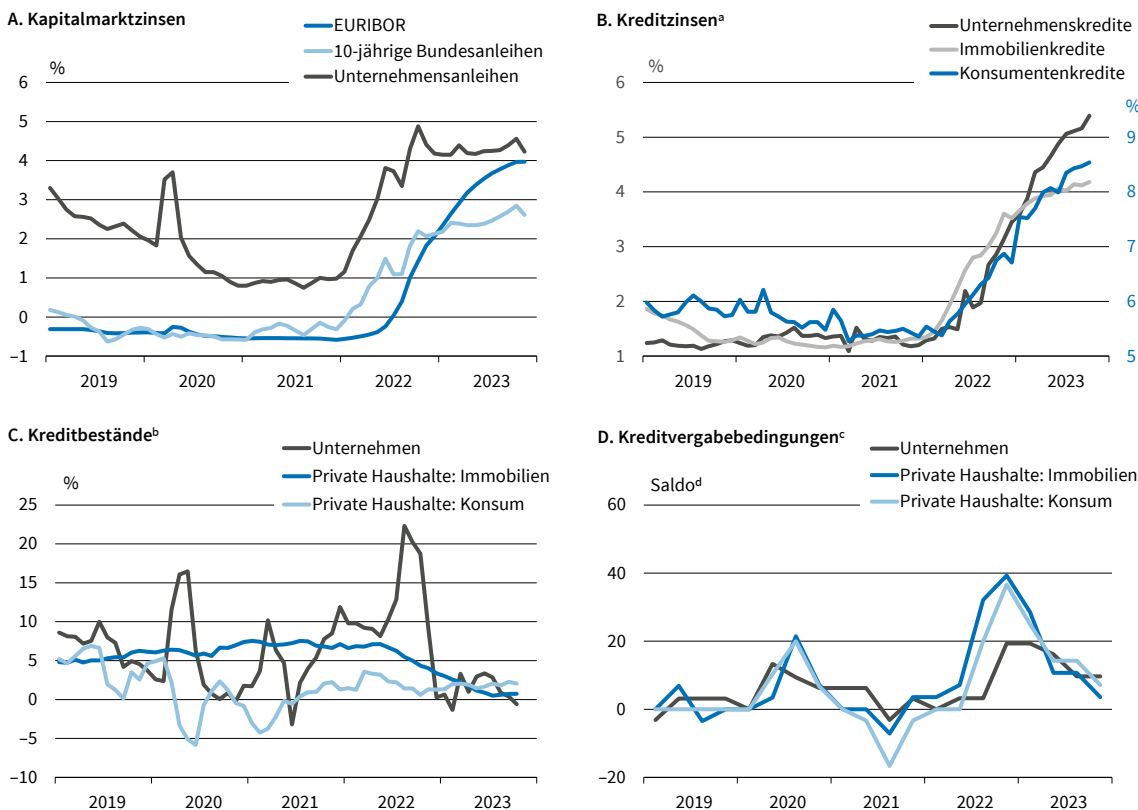 A. Kapitalmarktzinsen
EURIBOR
10-jährige Bundesanleihen
Unternehmensanleihen
%
6
5
4
3
2
1
0
–1
2019 2020 2021 2022 2023
B. Kreditzinsenᵃ
Unternehmenskredite
Immobilienkredite
Konsumentenkredite
%
6
5
4
3
2
1
%
9
8
7
6
5
2019 2020 2021 2022 2023
C. Kreditbeständeᵇ
Unternehmen
Private Haushalte: Immobilien
Private Haushalte: Konsum
%
25
20
15
10
5
0
–5
–10
2019 2020 2021 2022 2023
D. Kreditvergabebedingungenᶜ
Unternehmen
Private Haushalte: Immobilien
Private Haushalte: Konsum
Saldoᵈ
60
40
20
0
–20
2019 2020 2021 2022 2023